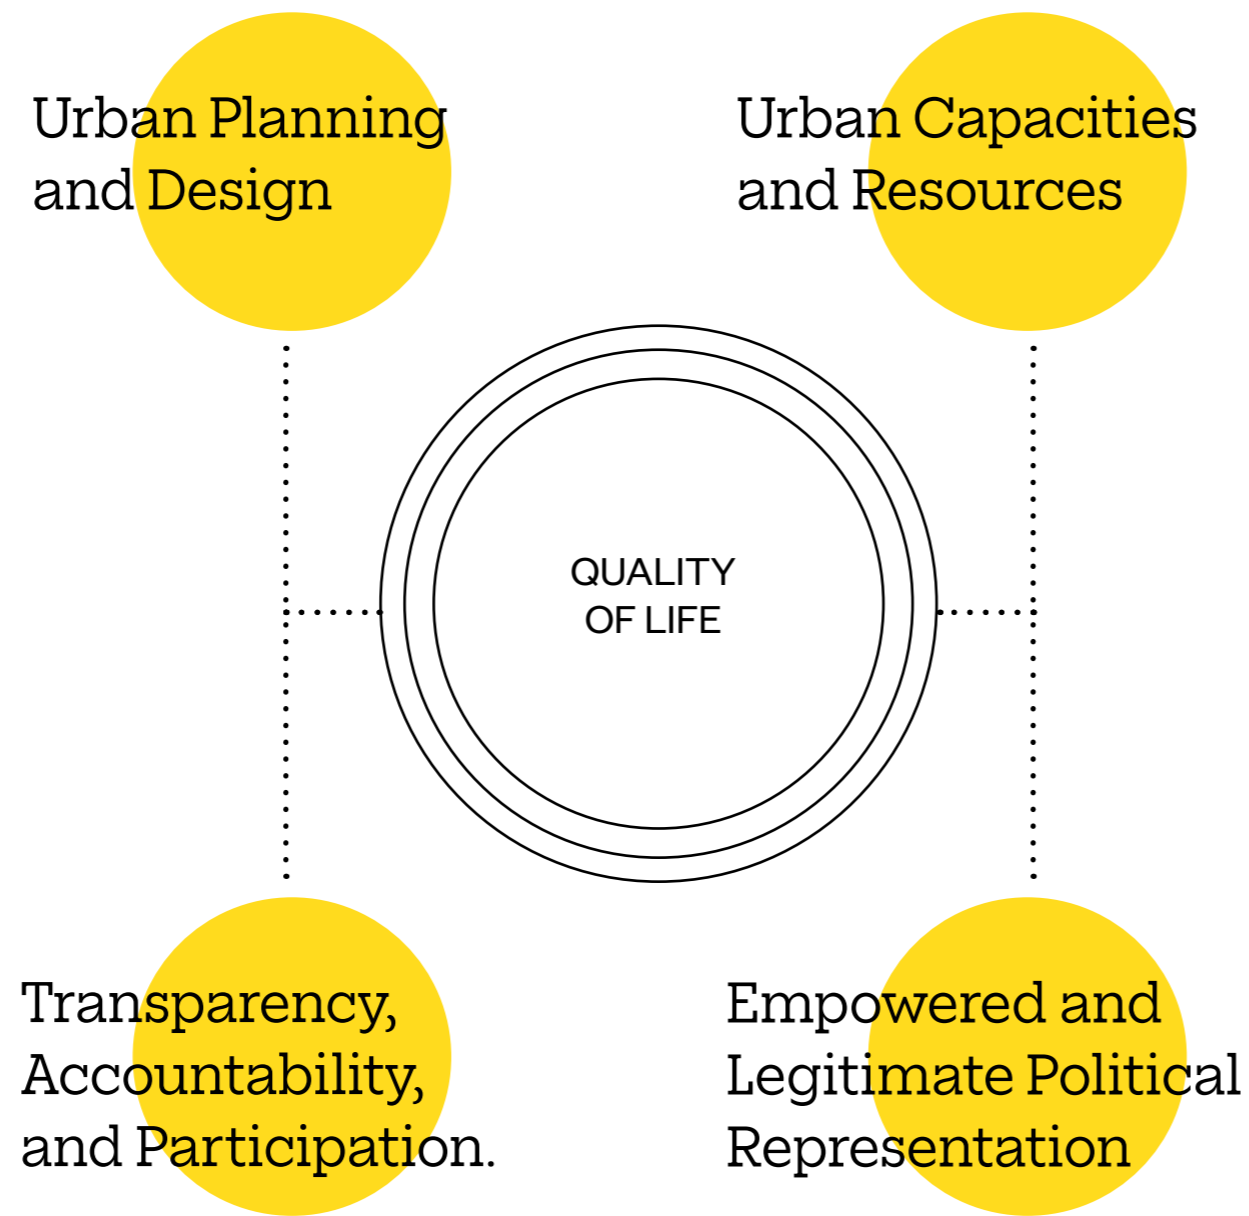 Urban Planning
and Design
Urban Capacities
and Resources
QUALITY
OF LIFE
Transparency,
Accountability,
and Participation.
Empowered and
Legitimate Political
Representation